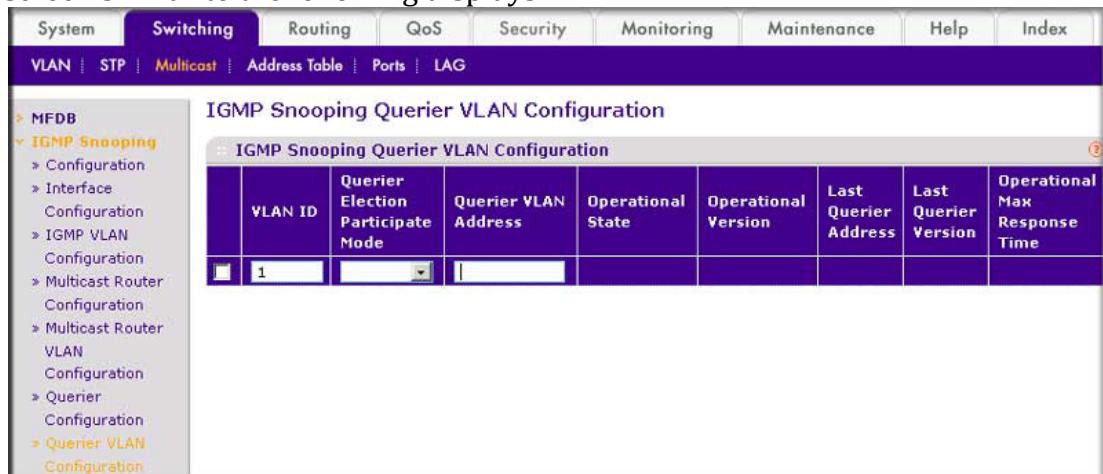 System Switching Routing QoS Security Monitoring Maintenance Help Index
VLAN | STP | Multicast | Address Table | Ports | LAG
MFDB
IGMP Snooping
» Configuration
» Interface
Configuration
» IGMP VLAN
Configuration
» Multicast Router
Configuration
» Multicast Router
VLAN
Configuration
» Querier
Configuration
» Querier VLAN
Configuration
IGMP Snooping Querier VLAN Configuration
IGMP Snooping Querier VLAN Configuration
VLAN ID
Querier
Election
Participate
Mode
Querier VLAN
Address
Operational
State
Operational
Version
Last
Querier
Address
Last
Querier
Version
Operational
Max
Response
Time
1